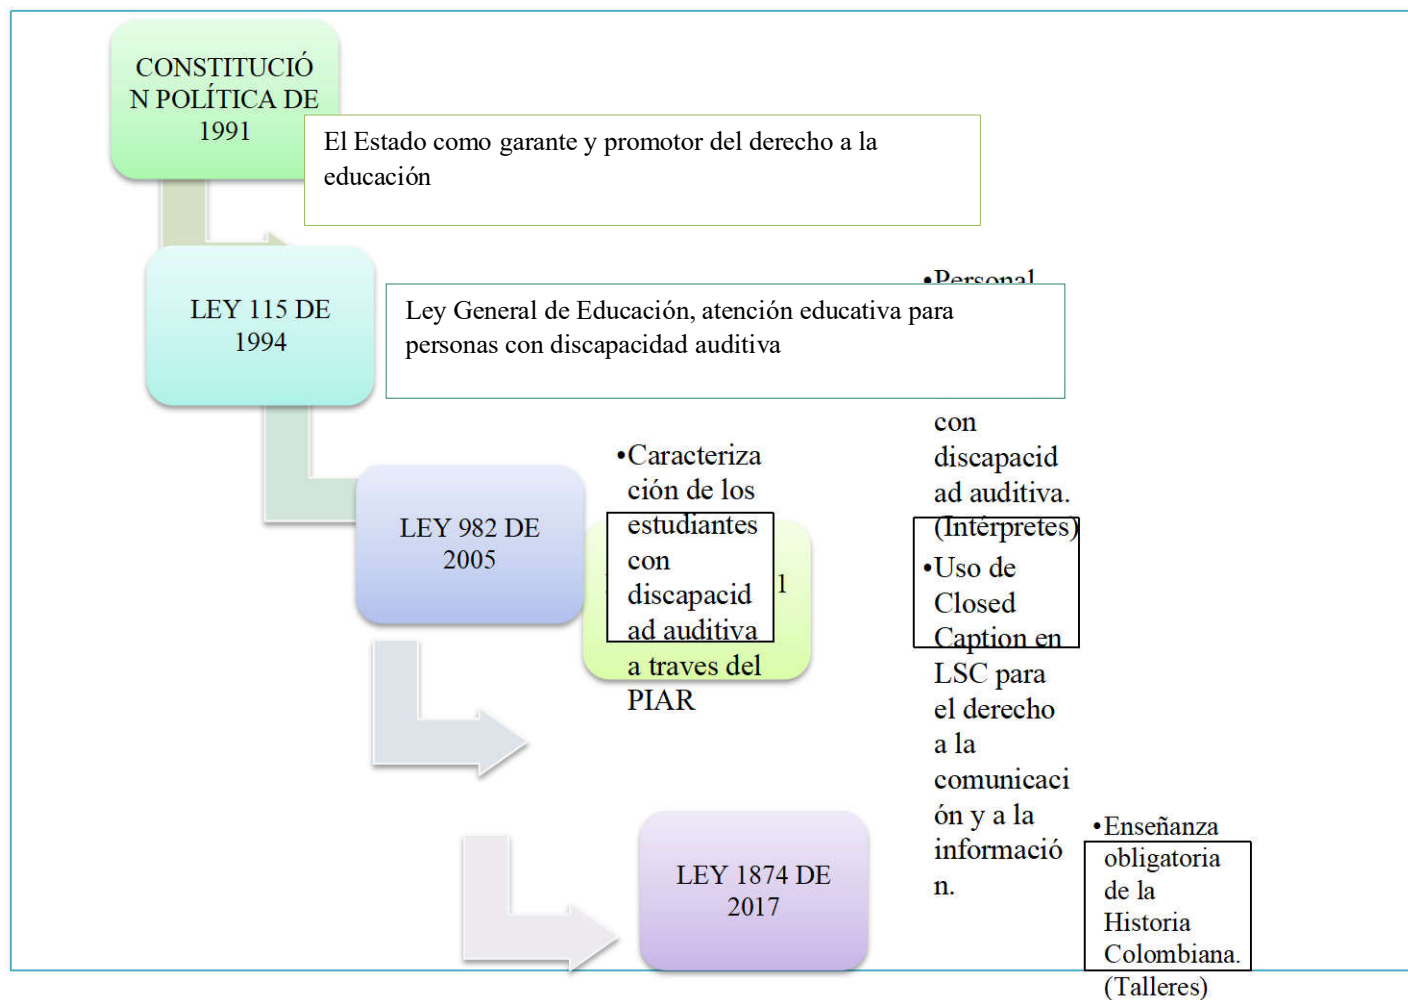 CONSTITUCIÓ
N POLÍTICA DE
1991
El Estado como garante y promotor del derecho a la
educación
LEY 115 DE
1994
Ley General de Educación, atención educativa para
personas con discapacidad auditiva
•Personal
con
discapacid
ad auditiva.
(Intérpretes)
•Uso de
Closed
Caption en
LSC para
el derecho
a la
comunicaci
ón y a la
informació
n.
LEY 982 DE
2005
•Caracteriza
ción de los
estudiantes
con
discapacid
ad auditiva
a traves del
PIAR
1
LEY 1874 DE
2017
•Enseñanza
obligatoria
de la
Historia
Colombiana.
(Talleres)